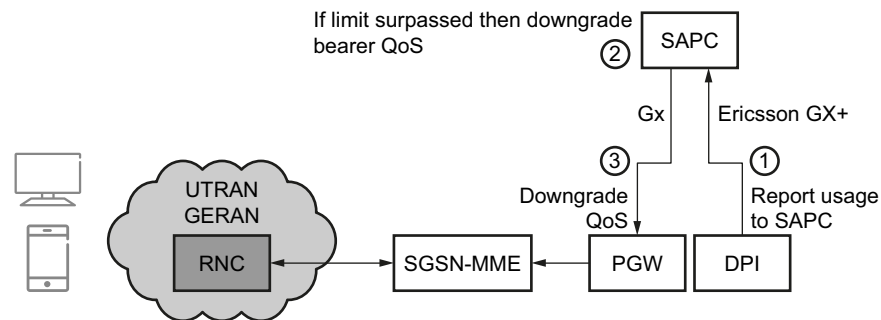 If limit surpassed then downgrade
bearer QoS
2
SAPC
Gx
Ericsson GX+
3
1
Downgrade
QoS
Report usage
to SAPC
UTRAN
GERAN
RNC
SGSN-MME
PGW
DPI